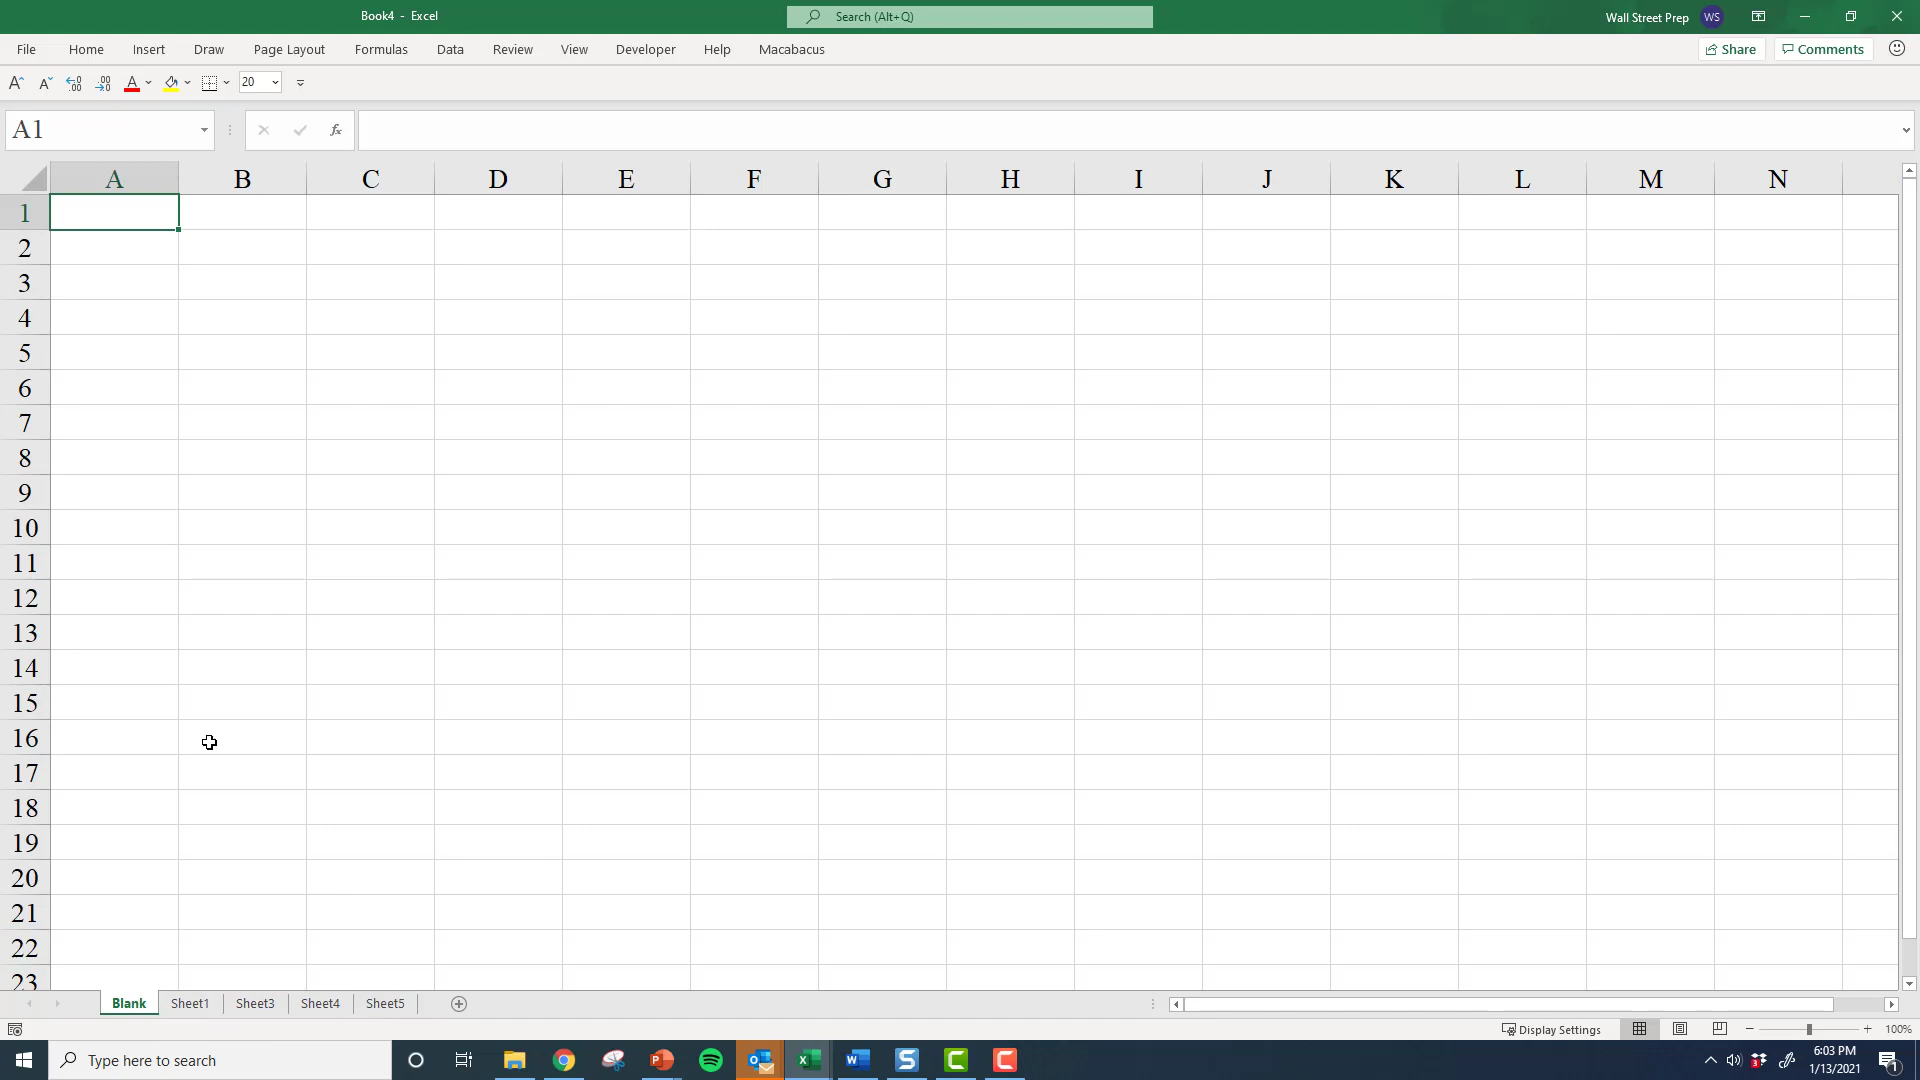 Book4 - Excel
Search (Alt+Q)
Wall Street Prep WS
File Home Insert Draw Page Layout Formulas Data Review View Developer Help Macabacus
Share Comments
20
A1
fx
A B C D E F G H I J K L M N
1
2
3
4
5
6
7
8
9
10
11
12
13
14
15
16
17
18
19
20
21
22
23
Blank Sheet1 Sheet3 Sheet4 Sheet5
Display Settings 100%
Type here to search
6:03 PM
1/13/2021